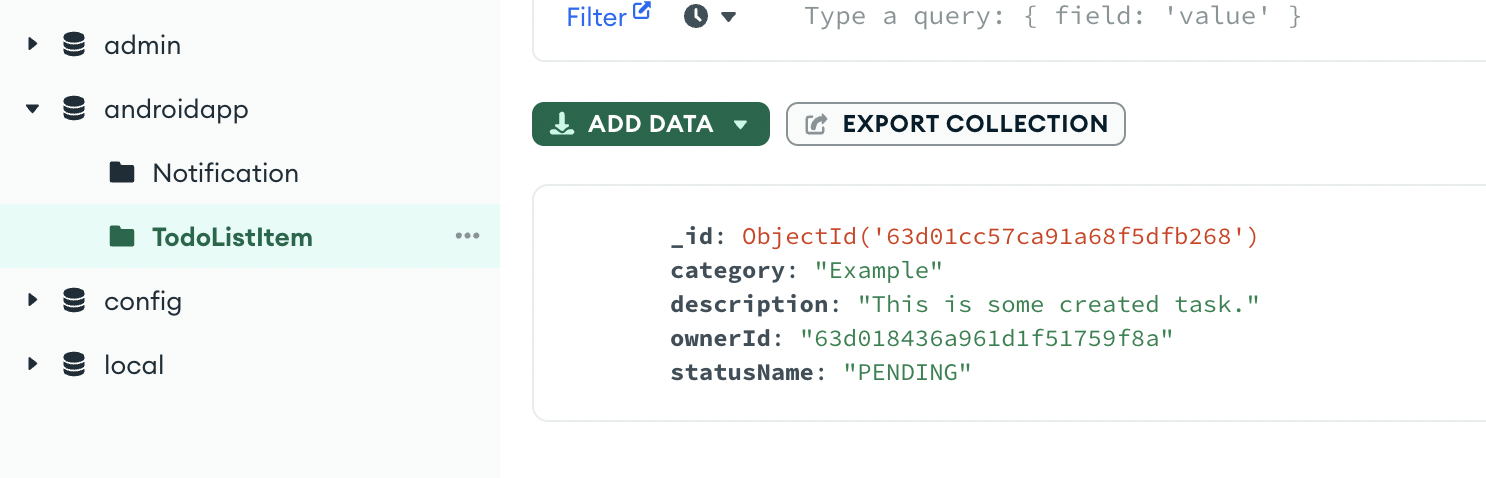 admin
androidapp
Notification
TodoListItem
config
local
Filter
Type a query: { field: 'value' }
ADD DATA
EXPORT COLLECTION
_id: ObjectId('63d01cc57ca91a68f5dfb268')
category: "Example"
description: "This is some created task."
ownerId: "63d018436a961d1f51759f8a"
statusName: "PENDING"